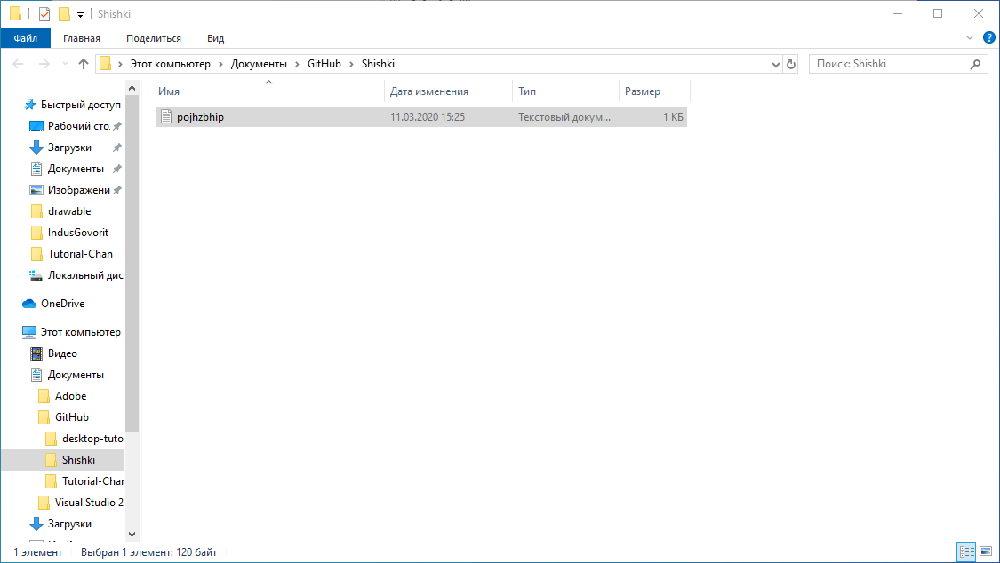 Shishki
Файл Главная Поделиться Вид
Этот компьютер Документы GitHub Shishki Поиск: Shishki
Имя Дата изменения Тип Размер
pojhzbhip 11.03.2020 15:25 Текстовый докум... 1 КБ
Быстрый доступ
Рабочий сто
Загрузки
Документы
Изображени
drawable
IndusGovorit
Tutorial-Chan
Локальный дис
OneDrive
Этот компьютер
Видео
Документы
Adobe
GitHub
desktop-tuto
Shishki
Tutorial-Char
Visual Studio 20
Загрузки
1 элемент Выбран 1 элемент: 120 байт